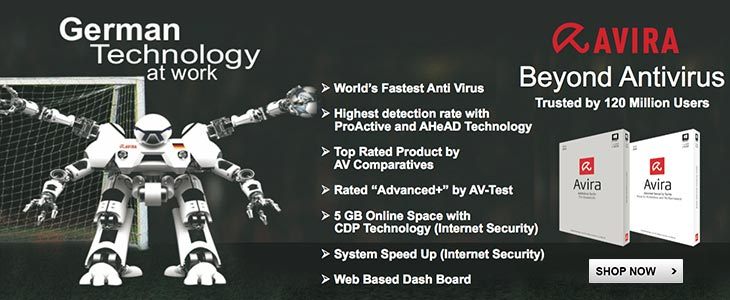 German
Technology
at work
AVIRA
World's Fastest Anti Virus
Highest detection rate with
ProActive and AHeAD Technology
Top Rated Product by
AV Comparatives
Rated “Advanced+” by AV-Test
5 GB Online Space with
CDP Technology (Internet Security)
System Speed Up (Internet Security)
Web Based Dash Board
AVIRA
Beyond Antivirus
Trusted by 120 Million Users
Avira
Avira
SHOP NOW